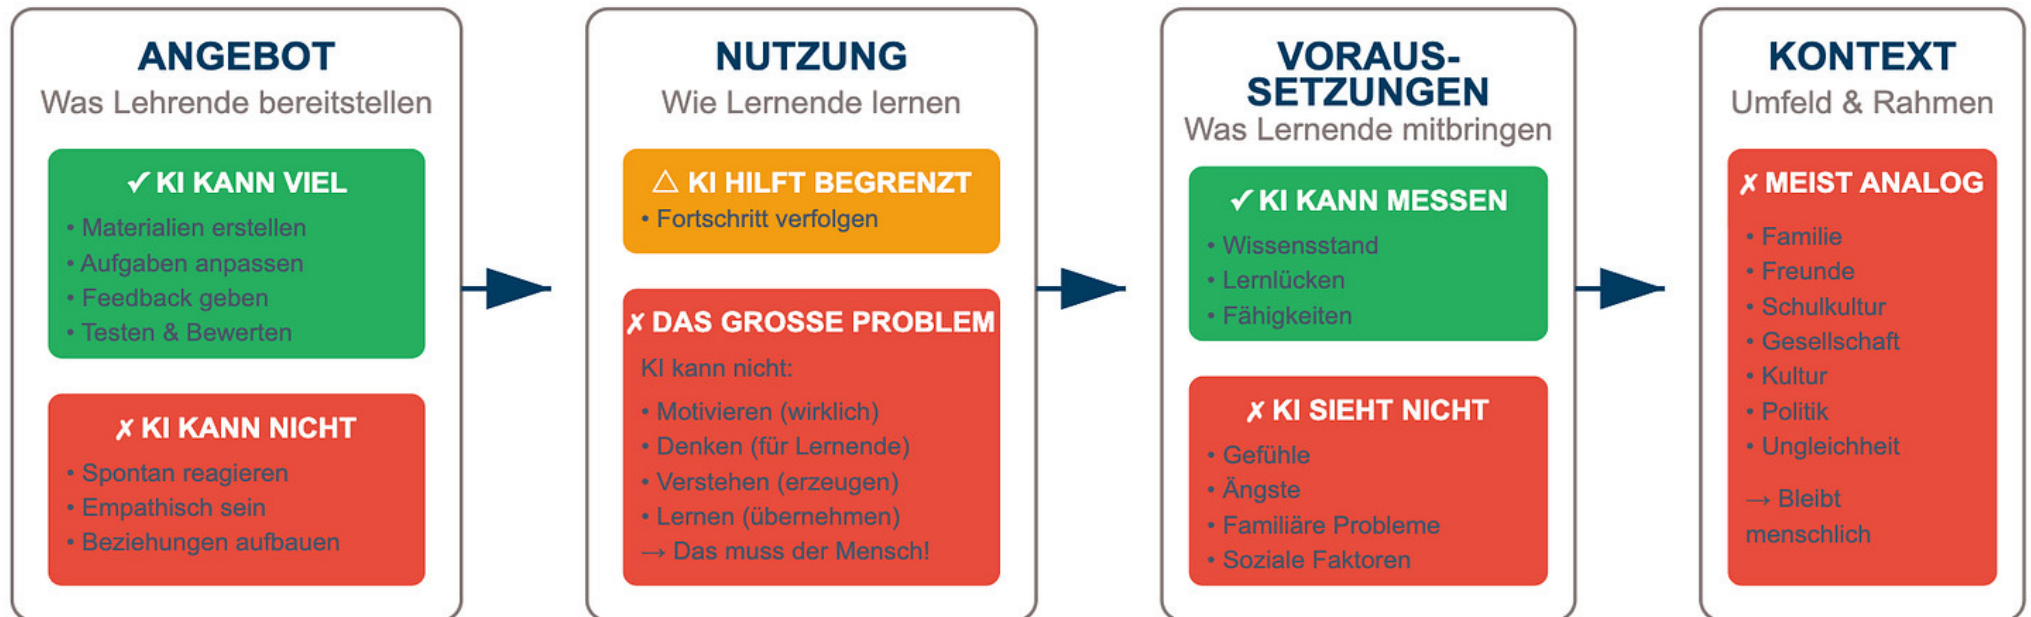 ANGEBOT
Was Lehrende bereitstellen
✓ KI KANN VIEL
• Materialien erstellen
• Aufgaben anpassen
• Feedback geben
• Testen & Bewerten
✗ KI KANN NICHT
• Spontan reagieren
• Empathisch sein
• Beziehungen aufbauen
NUTZUNG
Wie Lernende lernen
△ KI HILFT BEGRENZT
• Fortschritt verfolgen
✗ DAS GROSSE PROBLEM
KI kann nicht:
• Motivieren (wirklich)
• Denken (für Lernende)
• Verstehen (erzeugen)
• Lernen (übernehmen)
→ Das muss der Mensch!
VORAUS-
SETZUNGEN
Was Lernende mitbringen
✓ KI KANN MESSEN
• Wissensstand
• Lernlücken
• Fähigkeiten
✗ KI SIEHT NICHT
• Gefühle
• Ängste
• Familiäre Probleme
• Soziale Faktoren
KONTEXT
Umfeld & Rahmen
✗ MEIST ANALOG
• Familie
• Freunde
• Schulkultur
• Gesellschaft
• Kultur
• Politik
• Ungleichheit
→ Bleibt
menschlich